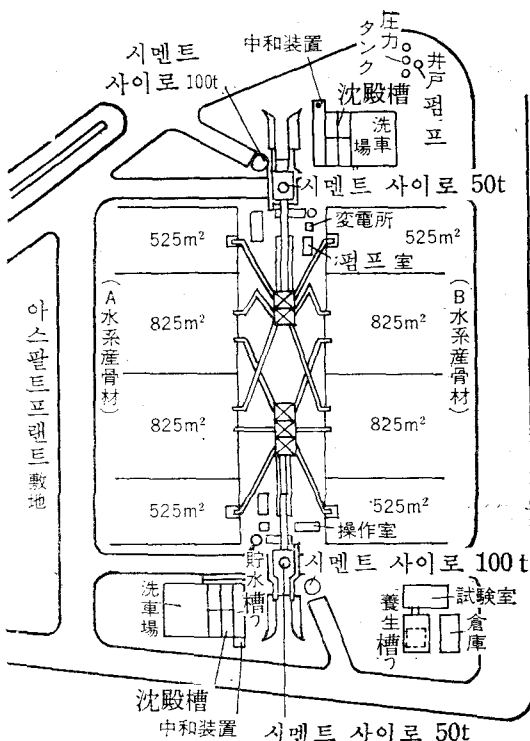 圧力
タンク
井戸 펌프
시멘트
사이로 100t
中和装置
沈殿槽
洗車場
시멘트 사이로 50t
変電所
펌프 室
525m²
525m²
825m²
825m²
(A水系産骨材)
(B水系産骨材)
아스팔트프랜트 敷地
825m²
825m²
525m²
525m²
操作室
貯水槽
시멘트 사이로 100t
洗車場
試験室
養生槽
倉庫
沈殿槽
中和装置
시멘트 사이로 50t